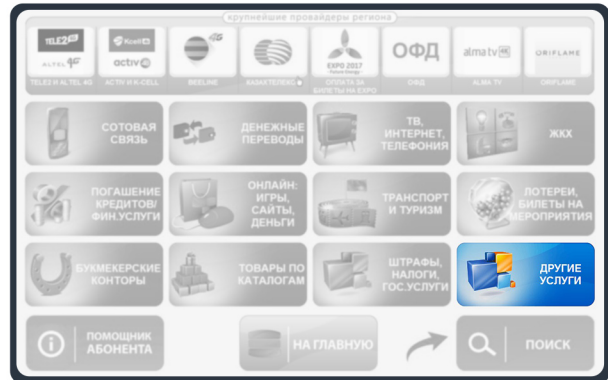 крупнейшие провайдеры региона
TELE2
ALTEL 4G
Kcell
activ
4G
EXPO 2017
Future Energy
ОФД
alma tv
ORIFLAME
TELE2 И ALTEL 4G
ACTIV И K-CELL
BEELINE
КАЗАХТЕЛЕКОМ
ОПЛАТА ЗА
БИЛЕТЫ НА EXPO
ОФД
ALMA TV
ORIFLAME
СОТОВАЯ
СВЯЗЬ
ДЕНЕЖНЫЕ
ПЕРЕВОДЫ
ТВ,
ИНТЕРНЕТ,
ТЕЛЕФОНИЯ
ЖКХ
ПОГАШЕНИЕ
КРЕДИТОВ/
ФИН.УСЛУГИ
ОНЛАЙН:
ИГРЫ,
САЙТЫ,
ДЕНЬГИ
ТРАНСПОРТ
И ТУРИЗМ
ЛОТЕРЕИ,
БИЛЕТЫ НА
МЕРОПРИЯТИЯ
БУКМЕКЕРСКИЕ
КОНТОРЫ
ТОВАРЫ ПО
КАТАЛОГАМ
ШТРАФЫ,
НАЛОГИ,
ГОС.УСЛУГИ
ДРУГИЕ
УСЛУГИ
ПОМОЩНИК
АБОНЕНТА
НА ГЛАВНУЮ
ПОИСК